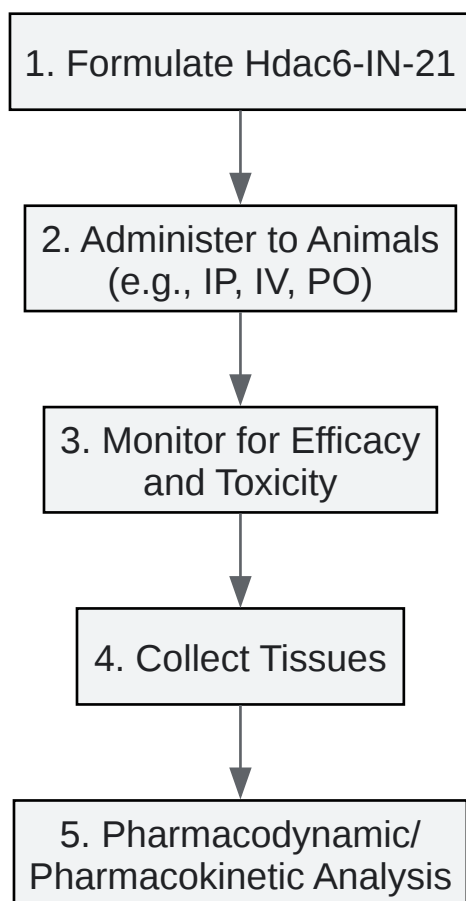 1. Formulate Hdac6-IN-21
2. Administer to Animals
(e.g., IP, IV, PO)
3. Monitor for Efficacy
and Toxicity
4. Collect Tissues
5. Pharmacodynamic/
Pharmacokinetic Analysis